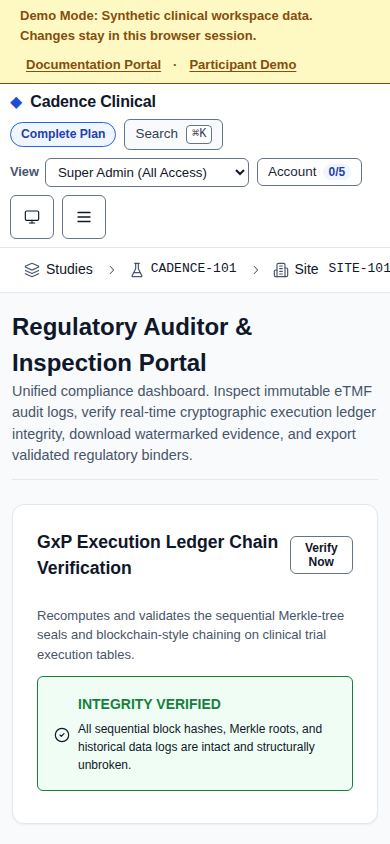 Demo Mode: Synthetic clinical workspace data.
Changes stay in this browser session.
Documentation Portal · Participant Demo
Cadence Clinical
Complete Plan Search ⌘K
View Super Admin (All Access) Account 0/5
Studies CADENCE-101 Site SITE-101
Regulatory Auditor &
Inspection Portal
Unified compliance dashboard. Inspect immutable eTMF
audit logs, verify real-time cryptographic execution ledger
integrity, download watermarked evidence, and export
validated regulatory binders.
GxP Execution Ledger Chain
Verification
Verify
Now
Recomputes and validates the sequential Merkle-tree
seals and blockchain-style chaining on clinical trial
execution tables.
INTEGRITY VERIFIED
All sequential block hashes, Merkle roots, and
historical data logs are intact and structurally
unbroken.